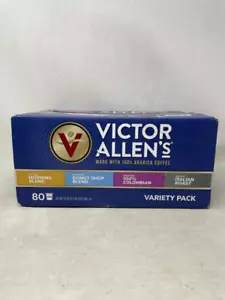 VICTOR
ALLEN'S
MADE WITH 100% ARABICA COFFEE
MORNING BLEND
DONUT SHOP BLEND
100% COLOMBIAN
ITALIAN ROAST
80
VARIETY PACK